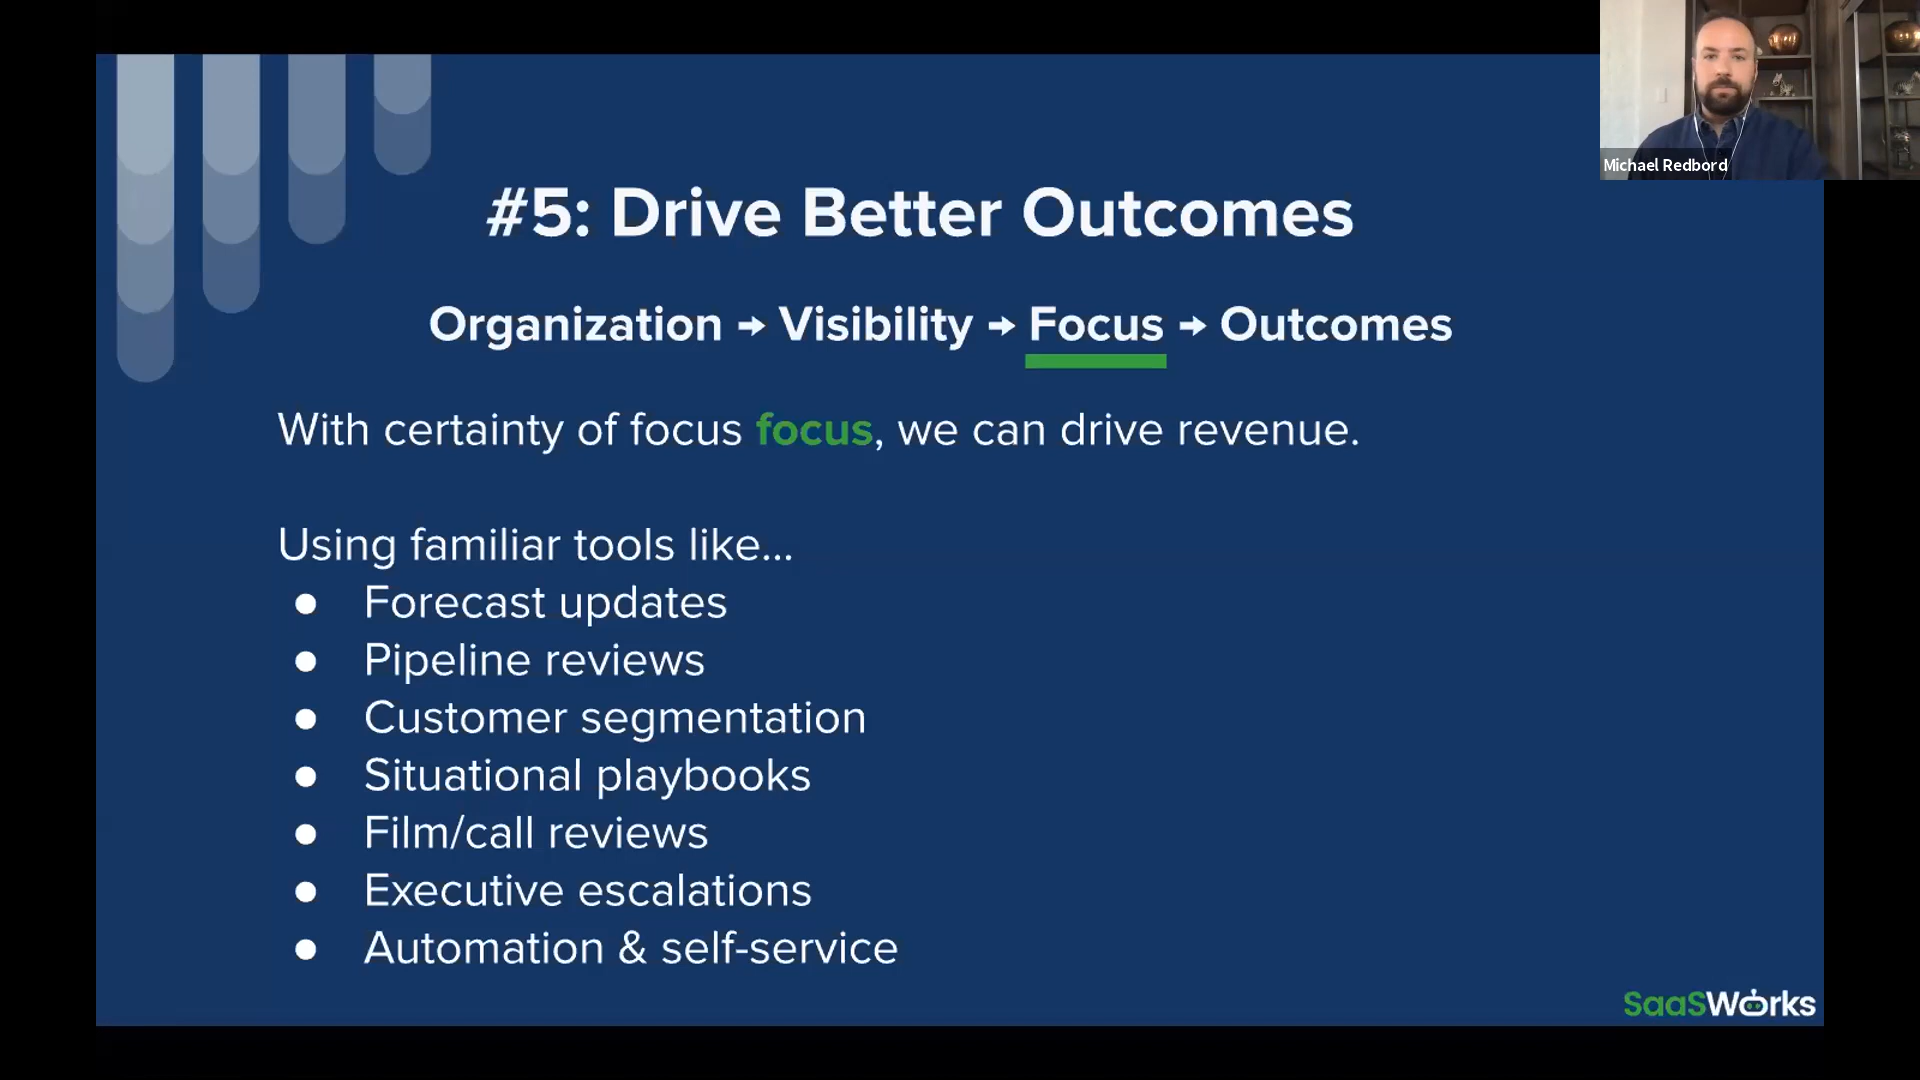 Michael Redbord
#5: Drive Better Outcomes
Organization → Visibility → Focus → Outcomes
With certainty of focus focus, we can drive revenue.
Using familiar tools like...
● Forecast updates
● Pipeline reviews
● Customer segmentation
● Situational playbooks
● Film/call reviews
● Executive escalations
● Automation & self-service
SaaSWorks